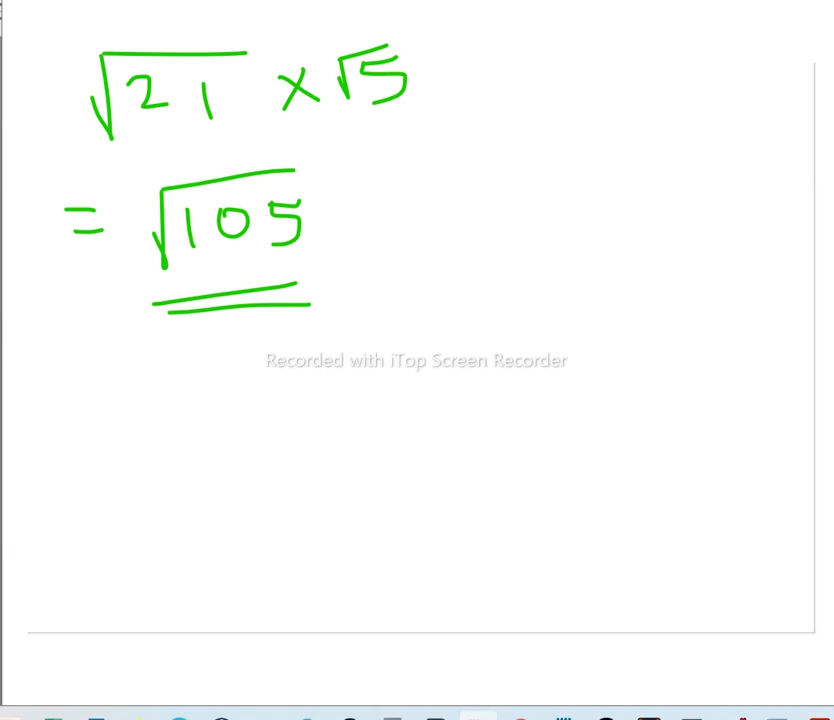 √21 × √5
= √105
Recorded with iTop Screen Recorder